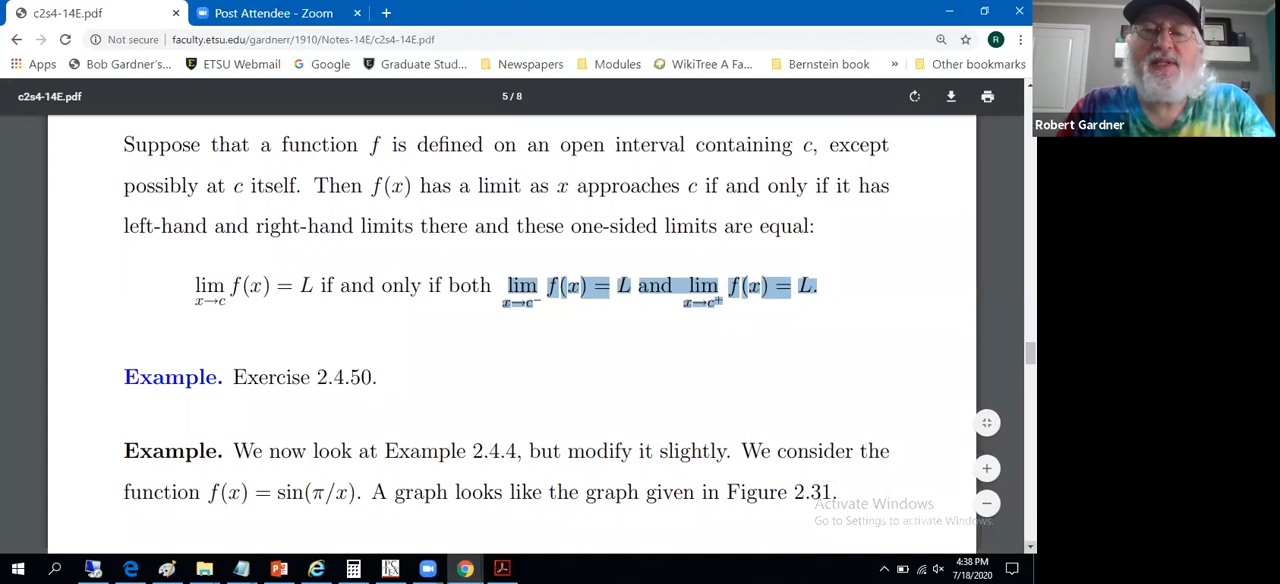 c2s4-14E.pdf
Post Attendee - Zoom
Not secure | faculty.etsu.edu/gardnerr/1910/Notes-14E/c2s4-14E.pdf
R
Apps
Bob Gardner's...
ETSU Webmail
Google
Graduate Stud...
Newspapers
Modules
WikiTree A Fa...
Bernstein book
»
Other bookmarks
c2s4-14E.pdf
5 / 8
Robert Gardner
Suppose that a function f is defined on an open interval containing c, except
possibly at c itself. Then f(x) has a limit as x approaches c if and only if it has
left-hand and right-hand limits there and these one-sided limits are equal:
lim x→c f(x) = L if and only if both lim x→c⁻ f(x) = L and lim x→c⁺ f(x) = L.
Example. Exercise 2.4.50.
Example. We now look at Example 2.4.4, but modify it slightly. We consider the
function f(x) = sin(π/x). A graph looks like the graph given in Figure 2.31.
Activate Windows
Go to Settings to activate Windows.
4:38 PM
7/18/2020